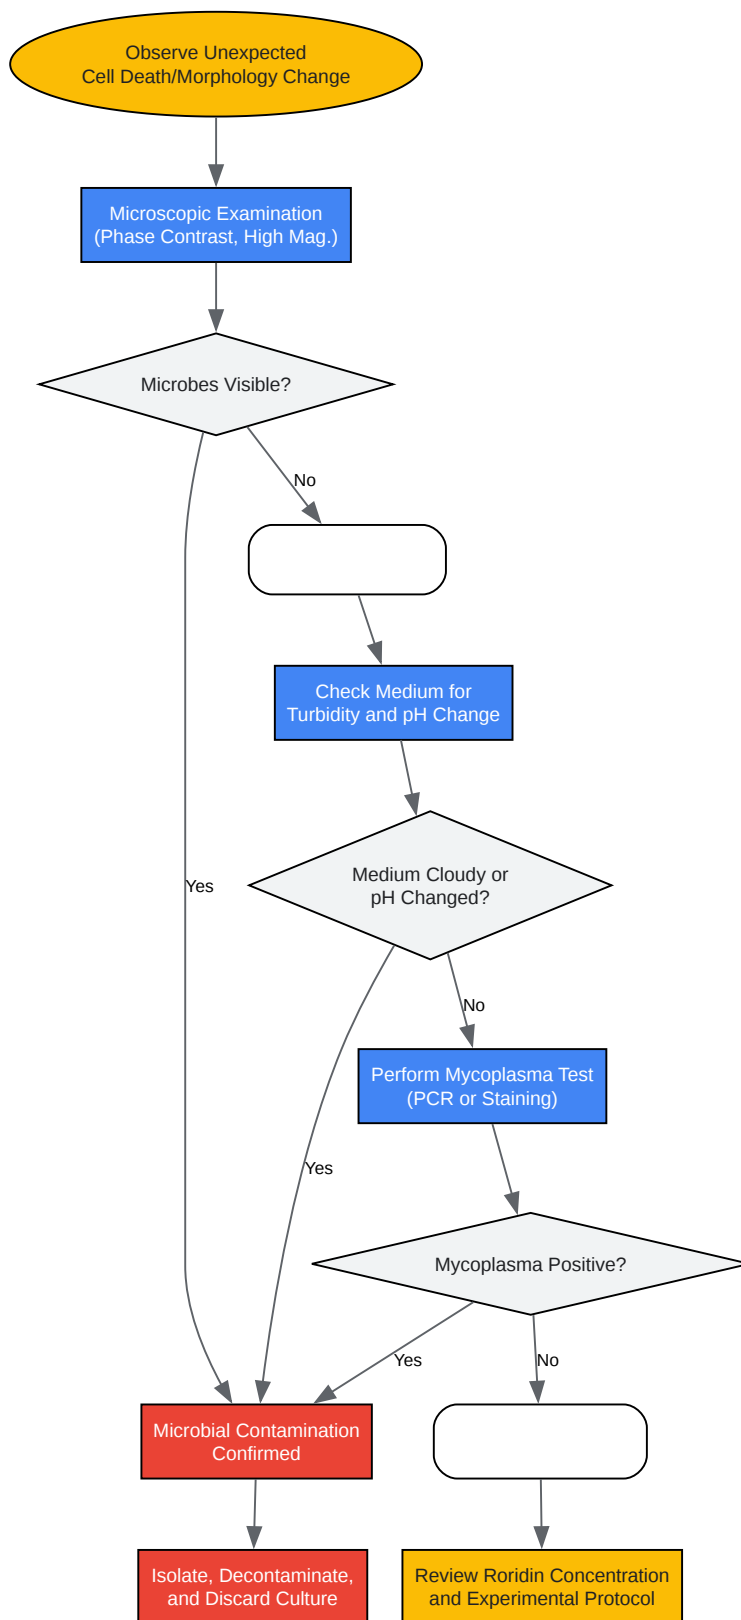 Observe Unexpected
Cell Death/Morphology Change
Microscopic Examination
(Phase Contrast, High Mag.)
Microbes Visible?
No
Check Medium for
Turbidity and pH Change
Medium Cloudy or
pH Changed?
Yes
No
Perform Mycoplasma Test
(PCR or Staining)
Yes
Mycoplasma Positive?
Yes
No
Microbial Contamination
Confirmed
Isolate, Decontaminate,
and Discard Culture
Review Roridin Concentration
and Experimental Protocol